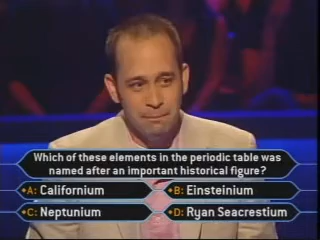 Which of these elements in the periodic table was
named after an important historical figure?
A: Californium
B: Einsteinium
C: Neptunium
D: Ryan Seacrestium